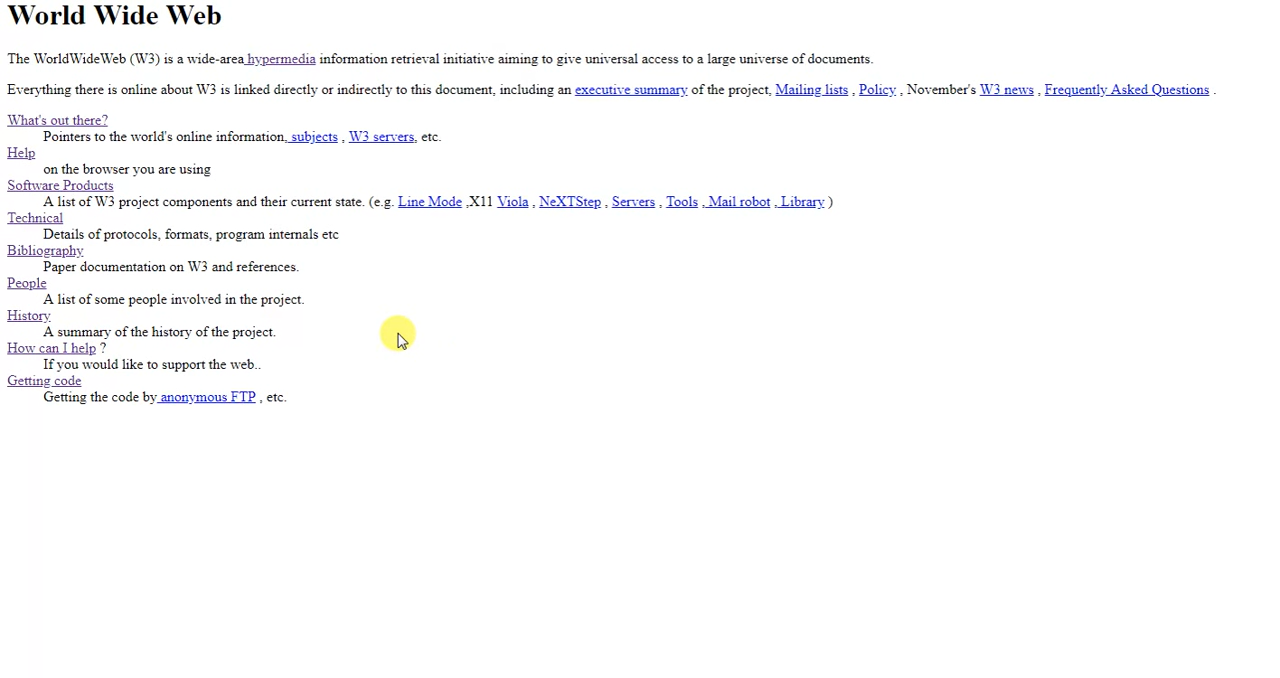 World Wide Web
The WorldWideWeb (W3) is a wide-area hypermedia information retrieval initiative aiming to give universal access to a large universe of documents.
Everything there is online about W3 is linked directly or indirectly to this document, including an executive summary of the project, Mailing lists , Policy , November's W3 news , Frequently Asked Questions .
What's out there?
Pointers to the world's online information, subjects , W3 servers, etc.
Help
on the browser you are using
Software Products
A list of W3 project components and their current state. (e.g. Line Mode ,X11 Viola , NeXTStep , Servers , Tools , Mail robot , Library )
Technical
Details of protocols, formats, program internals etc
Bibliography
Paper documentation on W3 and references.
People
A list of some people involved in the project.
History
A summary of the history of the project.
How can I help ?
If you would like to support the web..
Getting code
Getting the code by anonymous FTP , etc.